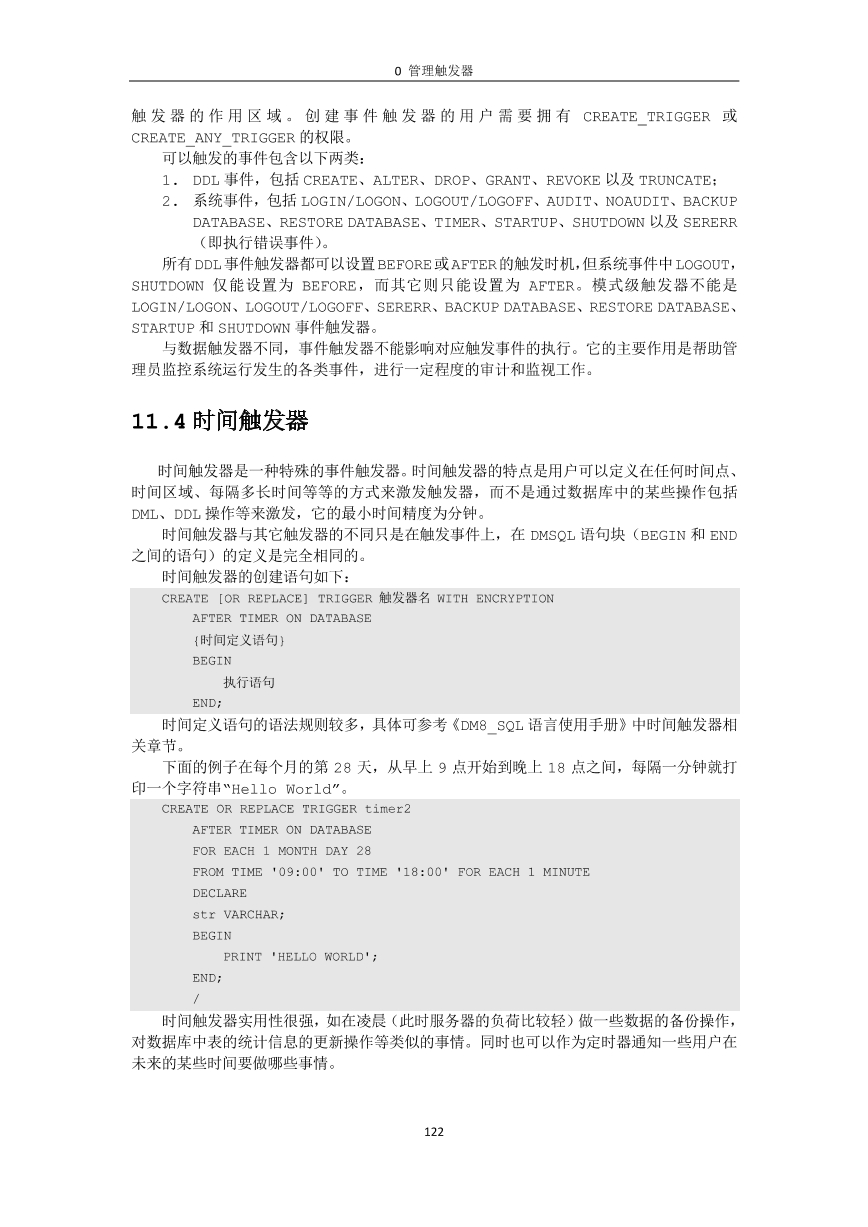 0 管理触发器
触发器的作用区域。创建事件触发器的用户需要拥有 CREATE_TRIGGER 或
CREATE_ANY_TRIGGER 的权限。
可以触发的事件包含以下两类：
1. DDL 事件，包括 CREATE、ALTER、DROP、GRANT、REVOKE 以及 TRUNCATE；
2. 系统事件，包括 LOGIN/LOGON、LOGOUT/LOGOFF、AUDIT、NOAUDIT、BACKUP
DATABASE、RESTORE DATABASE、TIMER、STARTUP、SHUTDOWN 以及 SERERR
（即执行错误事件）。
所有 DDL 事件触发器都可以设置 BEFORE 或 AFTER 的触发时机，但系统事件中 LOGOUT，
SHUTDOWN 仅能设置为 BEFORE，而其它则只能设置为 AFTER。模式级触发器不能是
LOGIN/LOGON、LOGOUT/LOGOFF、SERERR、BACKUP DATABASE、RESTORE DATABASE、
STARTUP 和 SHUTDOWN 事件触发器。
与数据触发器不同，事件触发器不能影响对应触发事件的执行。它的主要作用是帮助管
理员监控系统运行发生的各类事件，进行一定程度的审计和监视工作。
11.4 时间触发器
时间触发器是一种特殊的事件触发器。时间触发器的特点是用户可以定义在任何时间点、
时间区域、每隔多长时间等等的方式来激发触发器，而不是通过数据库中的某些操作包括
DML、DDL 操作等来激发，它的最小时间精度为分钟。
时间触发器与其它触发器的不同只是在触发事件上，在 DMSQL 语句块（BEGIN 和 END
之间的语句）的定义是完全相同的。
时间触发器的创建语句如下：
CREATE [OR REPLACE] TRIGGER 触发器名 WITH ENCRYPTION
AFTER TIMER ON DATABASE
{时间定义语句}
BEGIN
执行语句
END;
时间定义语句的语法规则较多，具体可参考《DM8_SQL 语言使用手册》中时间触发器相
关章节。
下面的例子在每个月的第 28 天，从早上 9 点开始到晚上 18 点之间，每隔一分钟就打
印一个字符串“Hello World”。
CREATE OR REPLACE TRIGGER timer2
AFTER TIMER ON DATABASE
FOR EACH 1 MONTH DAY 28
FROM TIME '09:00' TO TIME '18:00' FOR EACH 1 MINUTE
DECLARE
str VARCHAR;
BEGIN
PRINT 'HELLO WORLD';
END;
/
时间触发器实用性很强，如在凌晨（此时服务器的负荷比较轻）做一些数据的备份操作，
对数据库中表的统计信息的更新操作等类似的事情。同时也可以作为定时器通知一些用户在
未来的某些时间要做哪些事情。
122